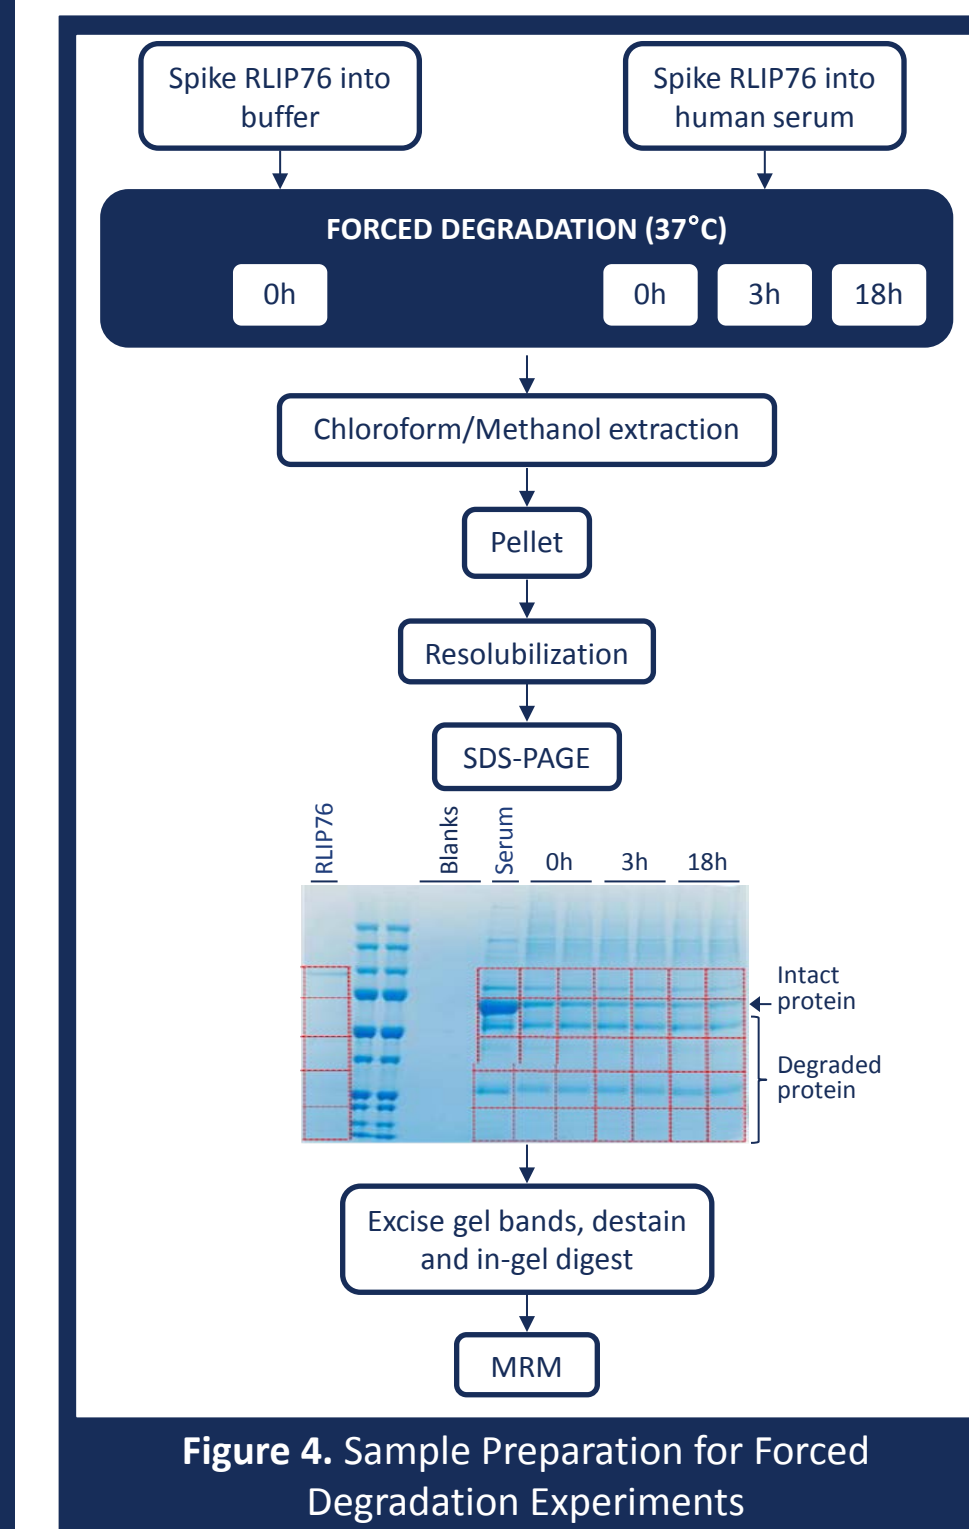 Spike RLIP76 into
buffer
Spike RLIP76 into
human serum
FORCED DEGRADATION (37°C)
0h
0h
3h
18h
Chloroform/Methanol extraction
Pellet
Resolubilization
SDS-PAGE
RLIP76
Blanks
Serum
0h
3h
18h
Intact
protein
Degraded
protein
Excise gel bands, destain
and in-gel digest
MRM
Figure 4. Sample Preparation for Forced
Degradation Experiments